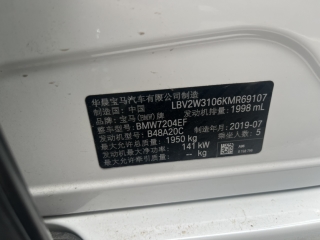 华晨宝马汽车有限公司制造
制造国: 中国 LBV2W3106KMR69107
品牌: 宝马(BMW)牌 发动机排量: 1998 mL
整车型号: BMW7204EF
发动机型号: B48A20C 制造年月: 2019-07
最大允许总质量: 1950 kg 乘坐人数: 5
发动机最大净功率: 141 kW
最大允许牵引质量: -- kg